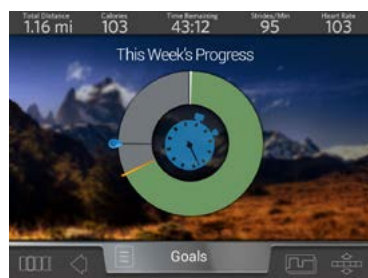 Total Distance Calories Time Remaining Strides/Min Heart Rate
1.16 mi 103 43:12 95 103
This Week's Progress
Goals